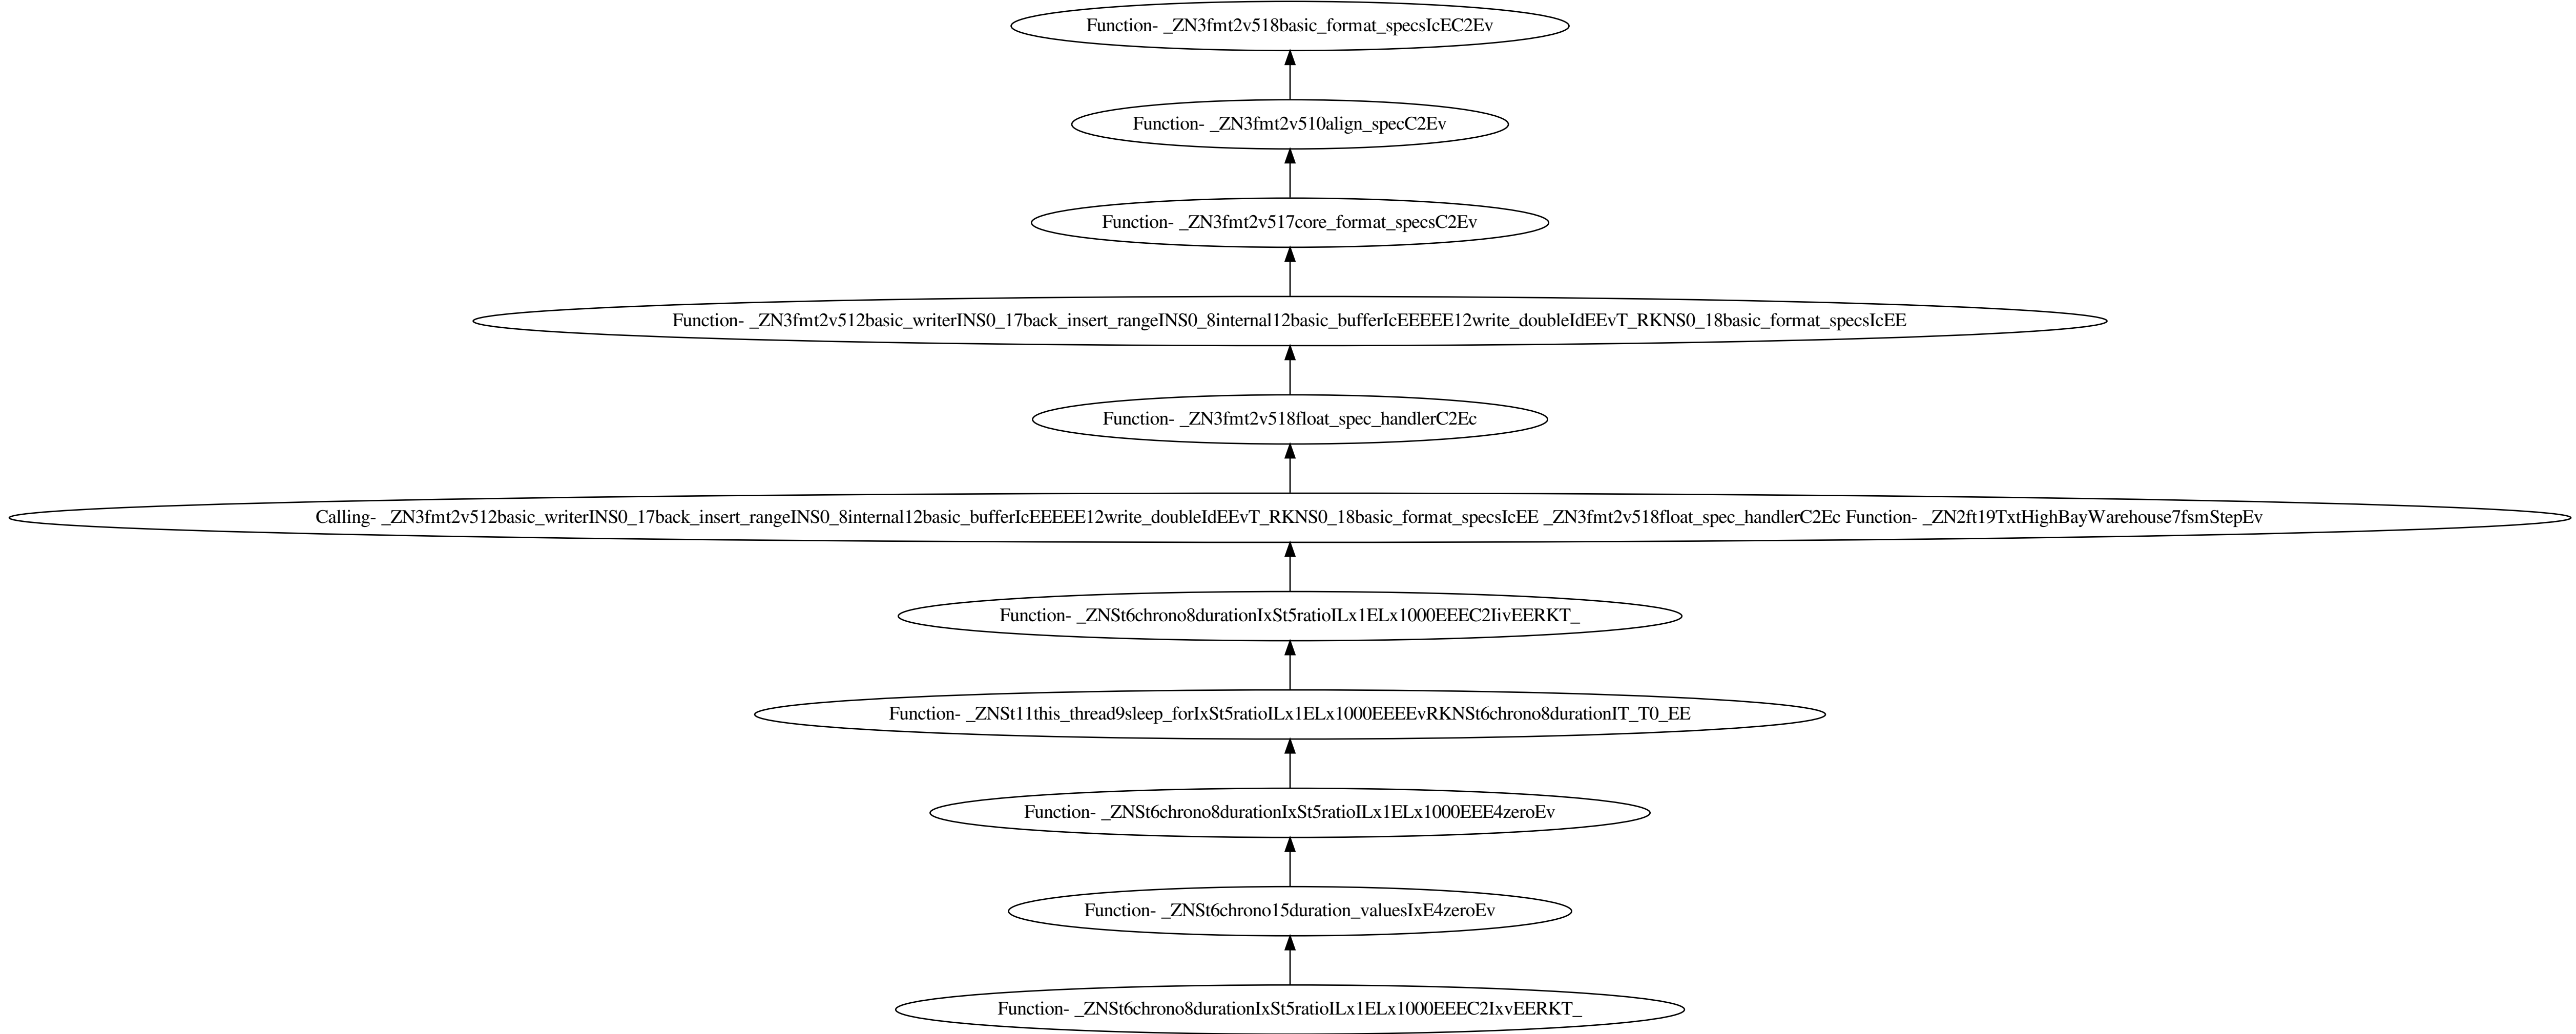 Function- _ZN3fmt2v518basic_format_specsIcEC2Ev
Function- _ZN3fmt2v510align_specC2Ev
Function- _ZN3fmt2v517core_format_specsC2Ev
Function- _ZN3fmt2v512basic_writerINS0_17back_insert_rangeINS0_8internal12basic_bufferIcEEEEE12write_doubleIdEEvT_RKNS0_18basic_format_specsIcEE
Function- _ZN3fmt2v518float_spec_handlerC2Ec
Calling- _ZN3fmt2v512basic_writerINS0_17back_insert_rangeINS0_8internal12basic_bufferIcEEEEE12write_doubleIdEEvT_RKNS0_18basic_format_specsIcEE _ZN3fmt2v518float_spec_handlerC2Ec Function- _ZN2ft19TxtHighBayWarehouse7fsmStepEv
Function- _ZNSt6chrono8durationIxSt5ratioILx1ELx1000EEEC2IivEERKT_
Function- _ZNSt11this_thread9sleep_forIxSt5ratioILx1ELx1000EEEEvRKNSt6chrono8durationIT_T0_EE
Function- _ZNSt6chrono8durationIxSt5ratioILx1ELx1000EEE4zeroEv
Function- _ZNSt6chrono15duration_valuesIxE4zeroEv
Function- _ZNSt6chrono8durationIxSt5ratioILx1ELx1000EEEC2IxvEERKT_